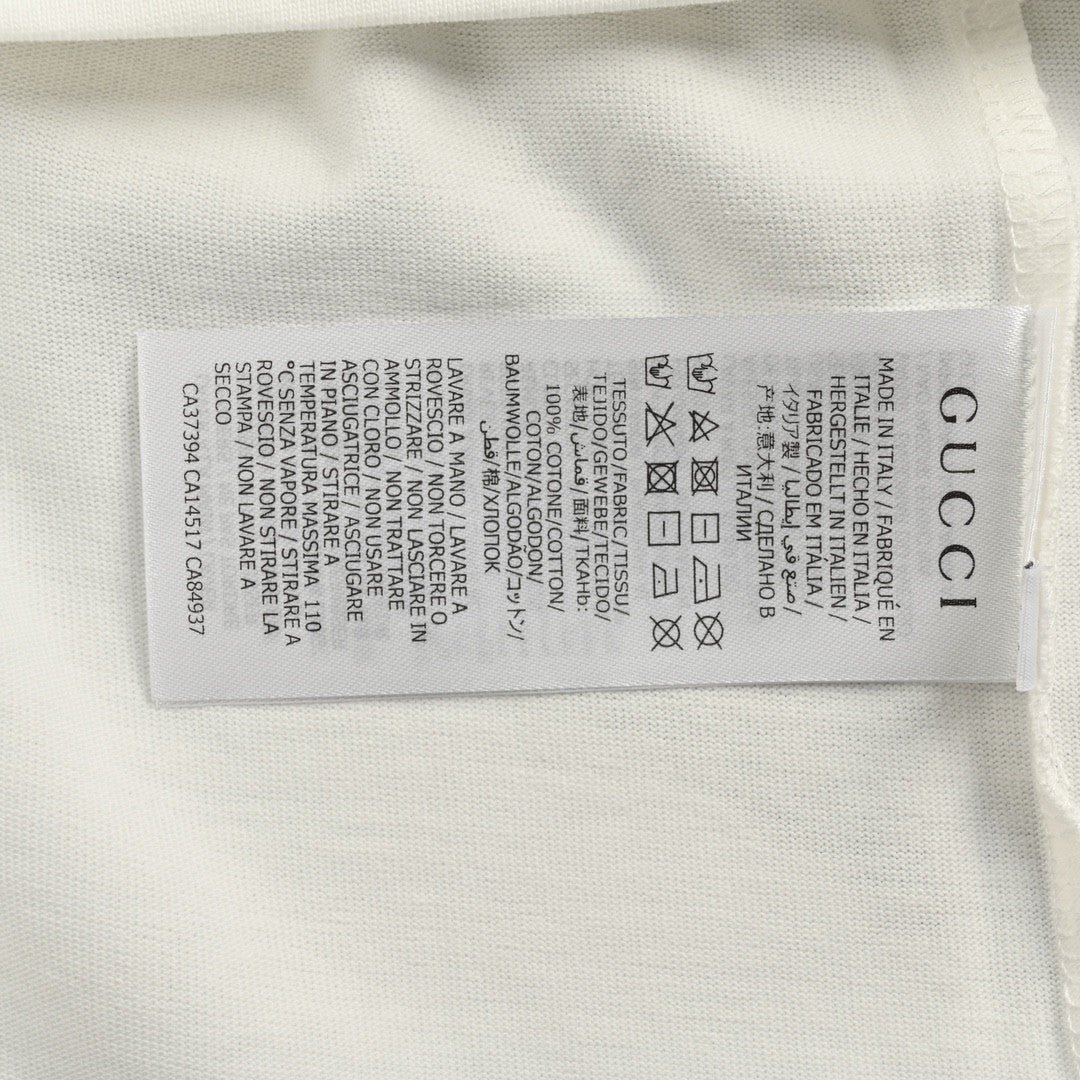 GUCCI
MADE IN ITALY / FABRIQUÉ EN
ITALIE / HECHO EN ITALIA /
HERGESTELLT IN ITALIEN /
FABRICADO EM ITÁLIA /
イタリア製 / صنع في إيطاليا /
产地:意大利 / СДЕЛАНО В
ИТАЛИИ
TESSUTO /FABRIC / TISSU/
TEJIDO/GEWEBE/TECIDO/
表地/قماش/面料/ТКАНЬ:
100% COTONE/COTTON/
COTON/ALGODON/
BAUMWOLLE/ALGODÃO/コットン/
قطن/棉/ХЛОПОК
LAVARE A MANO / LAVARE A
ROVESCIO / NON TORCERE O
STRIZZARE / NON LASCIARE IN
AMMOLLO / NON TRATTARE
CON CLORO / NON USARE
ASCIUGATRICE / ASCIUGARE
IN PIANO / STIRARE A
TEMPERATURA MASSIMA 110
°C SENZA VAPORE / STIRARE A
ROVESCIO / NON STIRARE LA
STAMPA / NON LAVARE A
SECCO
CA37394 CA14517 CA84937